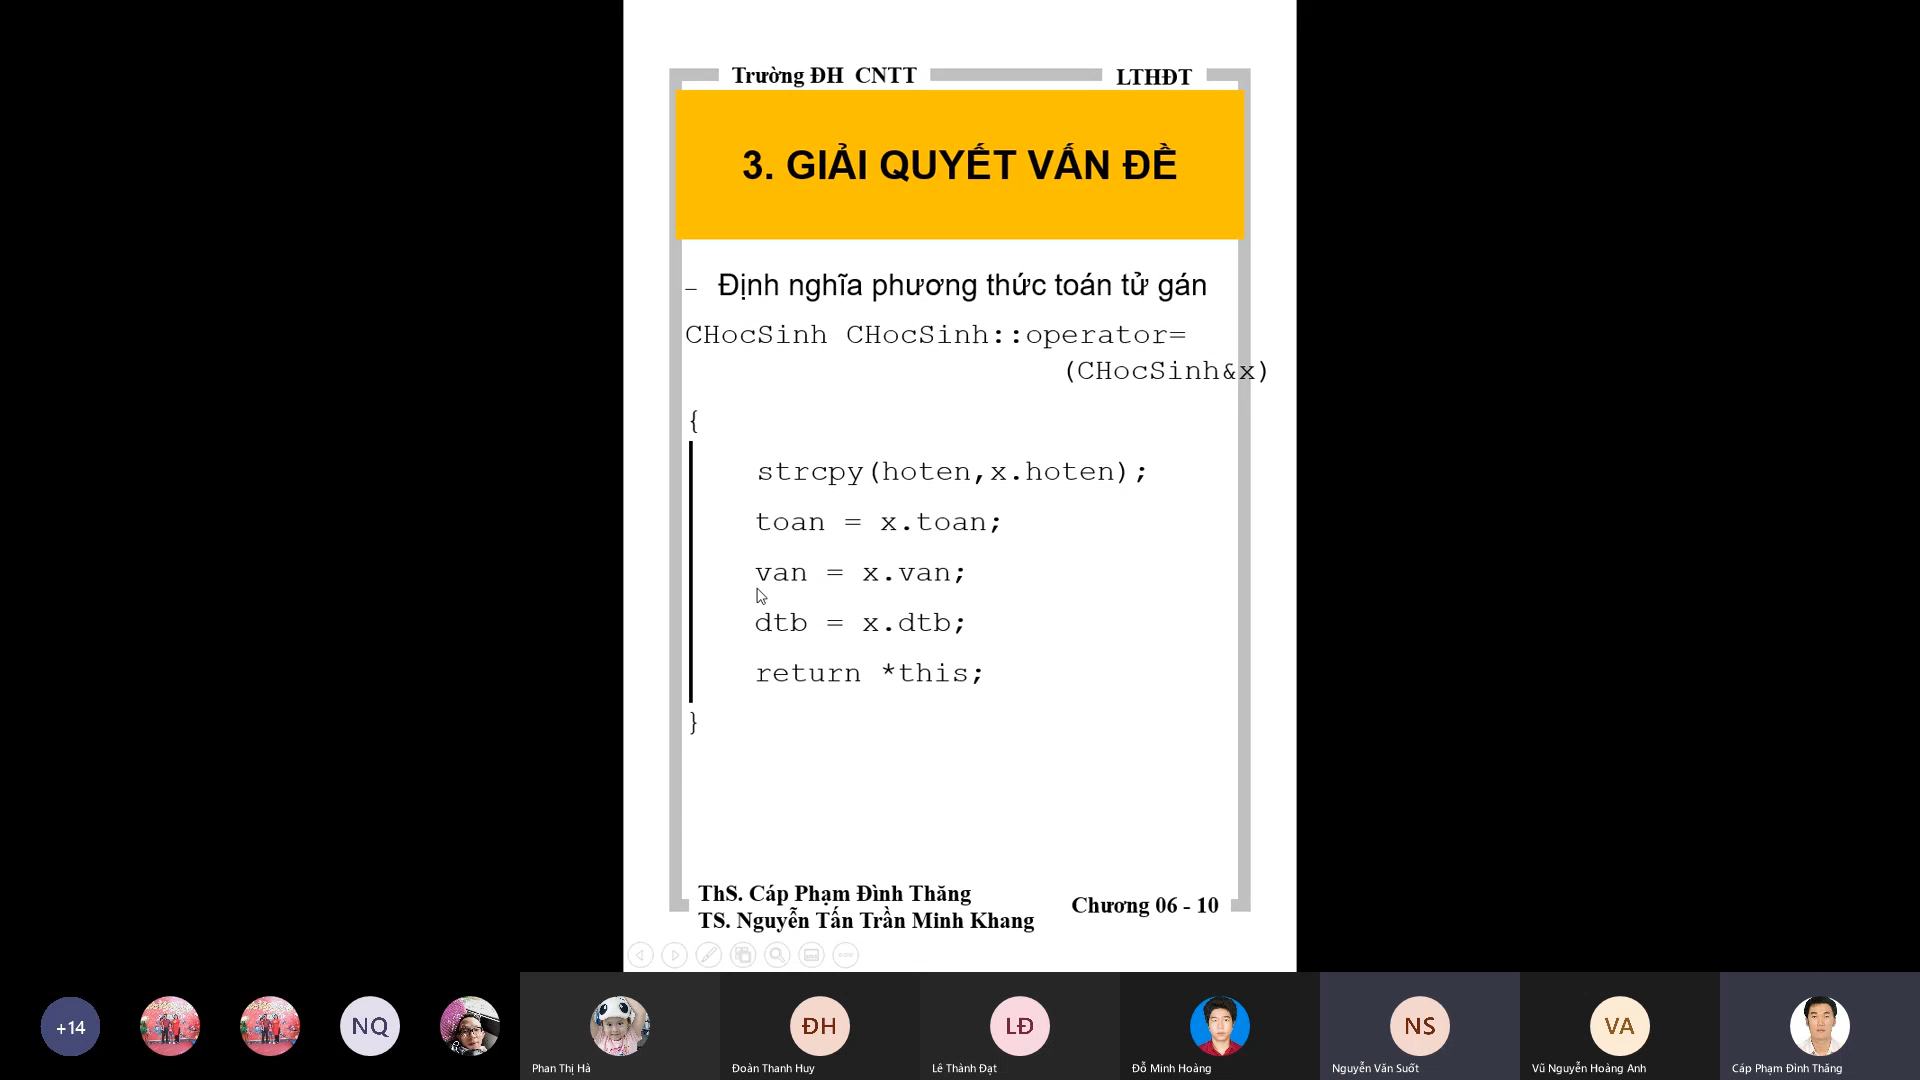 Trường ĐH CNTT
LTHĐT
3. GIẢI QUYẾT VẤN ĐỀ
– Định nghĩa phương thức toán tử gán
CHocSinh CHocSinh::operator=
(CHocSinh&x)
{
strcpy(hoten,x.hoten);
toan = x.toan;
van = x.van;
dtb = x.dtb;
return *this;
}
ThS. Cáp Phạm Đình Thăng
TS. Nguyễn Tấn Trần Minh Khang
Chương 06 - 10
+14
NQ
ĐH
LĐ
NS
VA
Phan Thị Hà
Đoàn Thanh Huy
Lê Thành Đạt
Đỗ Minh Hoàng
Nguyễn Văn Suốt
Vũ Nguyễn Hoàng Anh
Cáp Phạm Đình Thăng